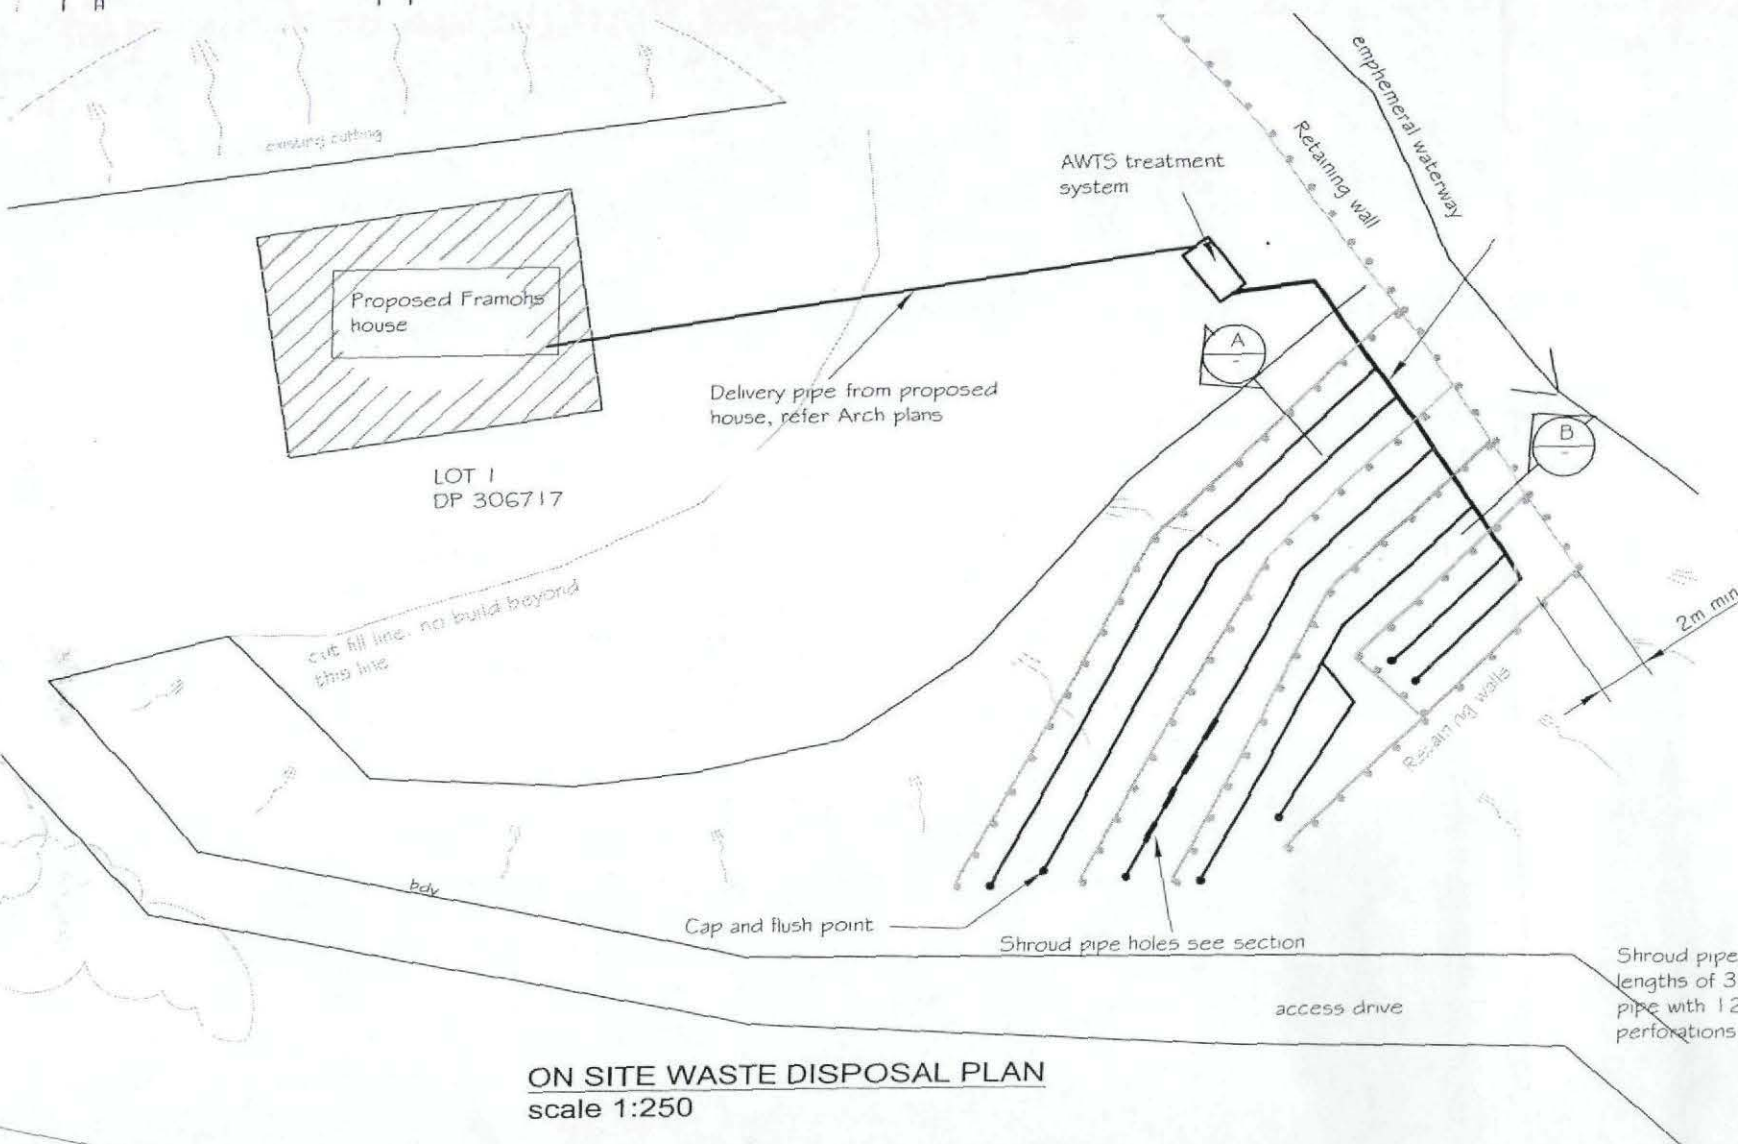 existing cutting
emphemeral waterway
Retaining wall
AWTS treatment
system
Proposed Framohs
house
A
-
Delivery pipe from proposed
house, refer Arch plans
B
-
LOT 1
DP 306717
cut fill line, no build beyond
this line
2m min
Retaining walls
bdy
Cap and flush point
Shroud pipe holes see section
Shroud pipe
lengths of 3
pipe with 12
perforations
access drive
ON SITE WASTE DISPOSAL PLAN
scale 1:250